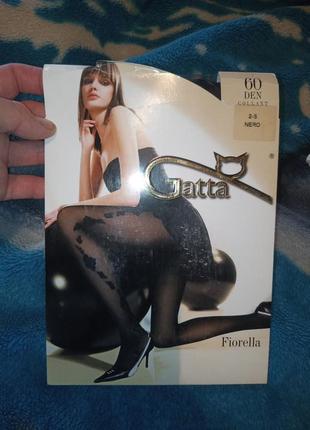 60
DEN
COLLANT
2-S
NERO
Gatta
®
Fiorella